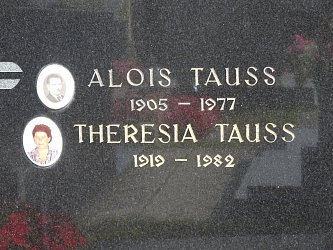 ALOIS TAUSS
1905 – 1977
THERESIA TAUSS
1919 – 1982